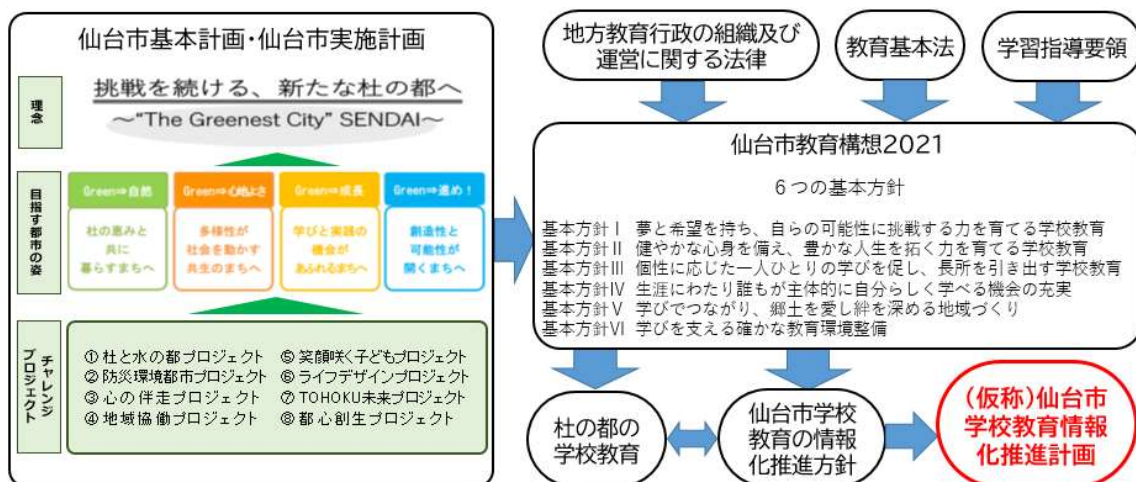 仙台市基本計画・仙台市実施計画
理念
挑戦を続ける、新たな杜の都へ
～"The Greenest City" SENDAI～
目指す都市の姿
Green⇒自然
杜の恵みと
共に
暮らすまちへ
Green⇒心地よさ
多様性が
社会を動かす
共生のまちへ
Green⇒成長
学びと実践の
機会が
あふれるまちへ
Green⇒進め！
創造性と
可能性が
開くまちへ
チャレンジ
プロジェクト
①杜と水の都プロジェクト
②防災環境都市プロジェクト
③心の伴走プロジェクト
④地域協働プロジェクト
⑤笑顔咲く子どもプロジェクト
⑥ライフデザインプロジェクト
⑦TOHOKU未来プロジェクト
⑧都心創生プロジェクト
地方教育行政の組織及び
運営に関する法律
教育基本法
学習指導要領
仙台市教育構想2021
6つの基本方針
基本方針Ⅰ 夢と希望を持ち、自らの可能性に挑戦する力を育てる学校教育
基本方針Ⅱ 健やかな心身を備え、豊かな人生を拓く力を育てる学校教育
基本方針Ⅲ 個性に応じた一人ひとりの学びを促し、長所を引き出す学校教育
基本方針Ⅳ 生涯にわたり誰もが主体的に自分らしく学べる機会の充実
基本方針Ⅴ 学びでつながり、郷土を愛し絆を深める地域づくり
基本方針Ⅵ 学びを支える確かな教育環境整備
杜の都の
学校教育
仙台市学校
教育の情報
化推進方針
（仮称）仙台市
学校教育情報
化推進計画